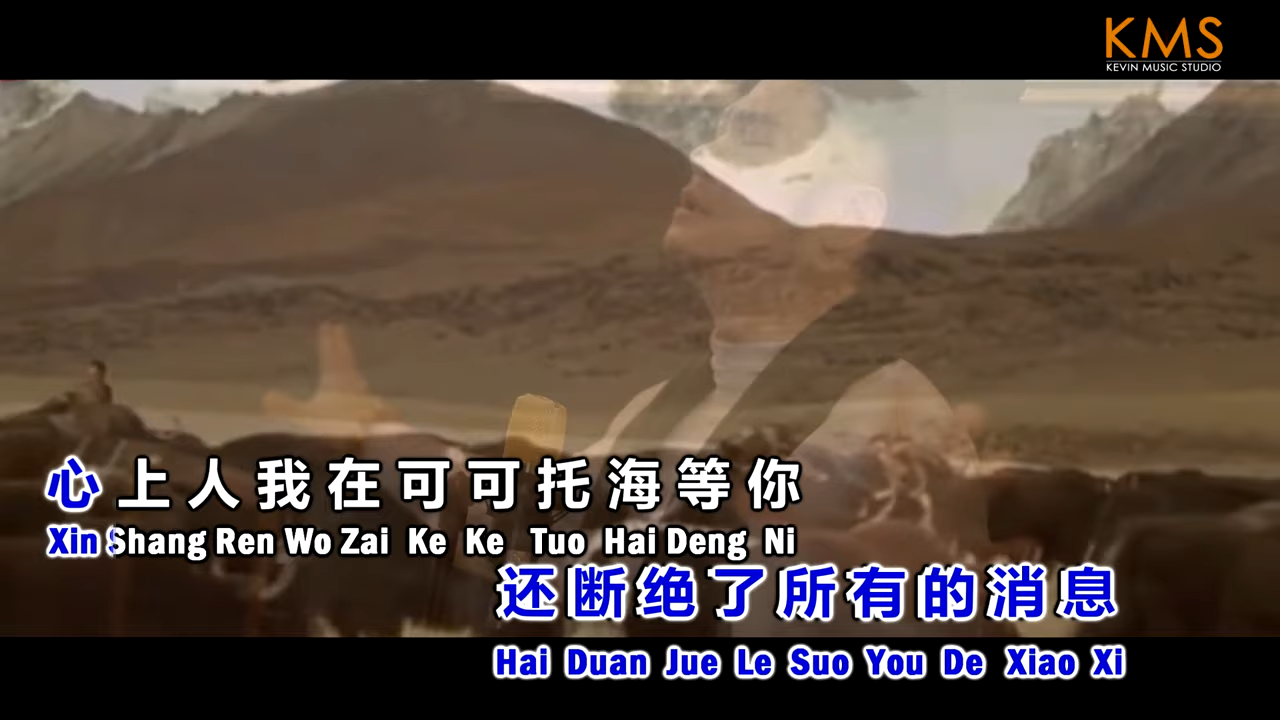 KMS
KEVIN MUSIC STUDIO
心上人我在可可托海等你
Xin Shang Ren Wo Zai Ke Ke Tuo Hai Deng Ni
还断绝了所有的消息
Hai Duan Jue Le Suo You De Xiao Xi